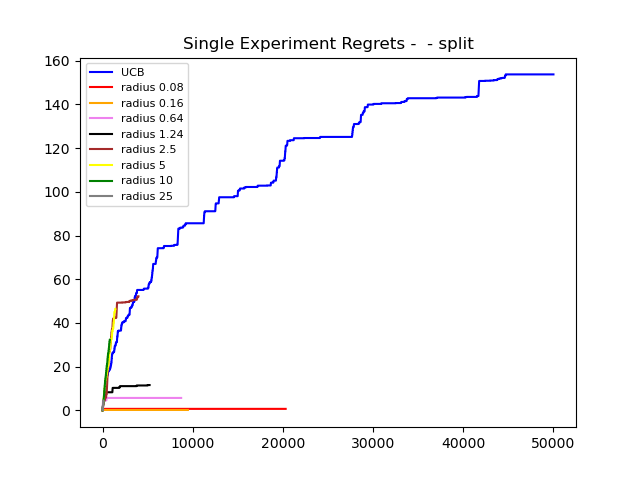 Single Experiment Regrets -  - split
160
140
120
100
80
60
40
20
0
UCB
radius 0.08
radius 0.16
radius 0.64
radius 1.24
radius 2.5
radius 5
radius 10
radius 25
0 10000 20000 30000 40000 50000